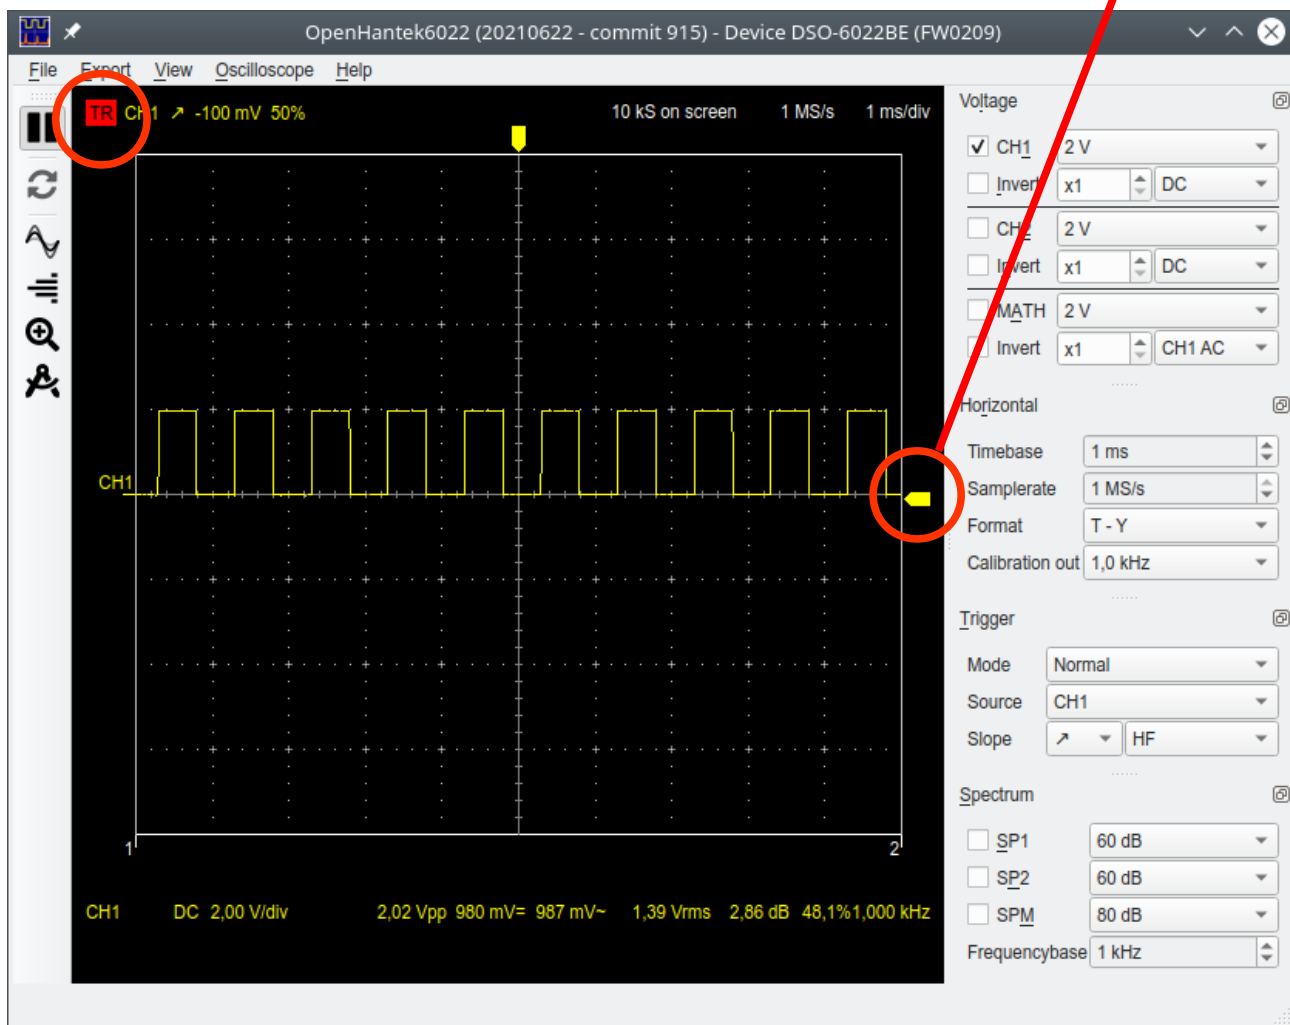 OpenHantek6022 (20210622 - commit 915) - Device DSO-6022BE (FW0209)
File Export View Oscilloscope Help
TR CH1 ↗ -100 mV 50% 10 kS on screen 1 MS/s 1 ms/div
CH1
1 2
CH1 DC 2,00 V/div 2,02 Vpp 980 mV= 987 mV~ 1,39 Vrms 2,86 dB 48,1% 1,000 kHz
Voltage
CH1 2 V
Invert x1 DC
CH2 2 V
Invert x1 DC
MATH 2 V
Invert x1 CH1 AC
Horizontal
Timebase 1 ms
Samplerate 1 MS/s
Format T - Y
Calibration out 1,0 kHz
Trigger
Mode Normal
Source CH1
Slope ↗ HF
Spectrum
SP1 60 dB
SP2 60 dB
SPM 80 dB
Frequencybase 1 kHz